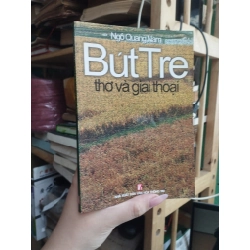 Ngô Quang Nam
Bút Tre
thơ và giai thoại